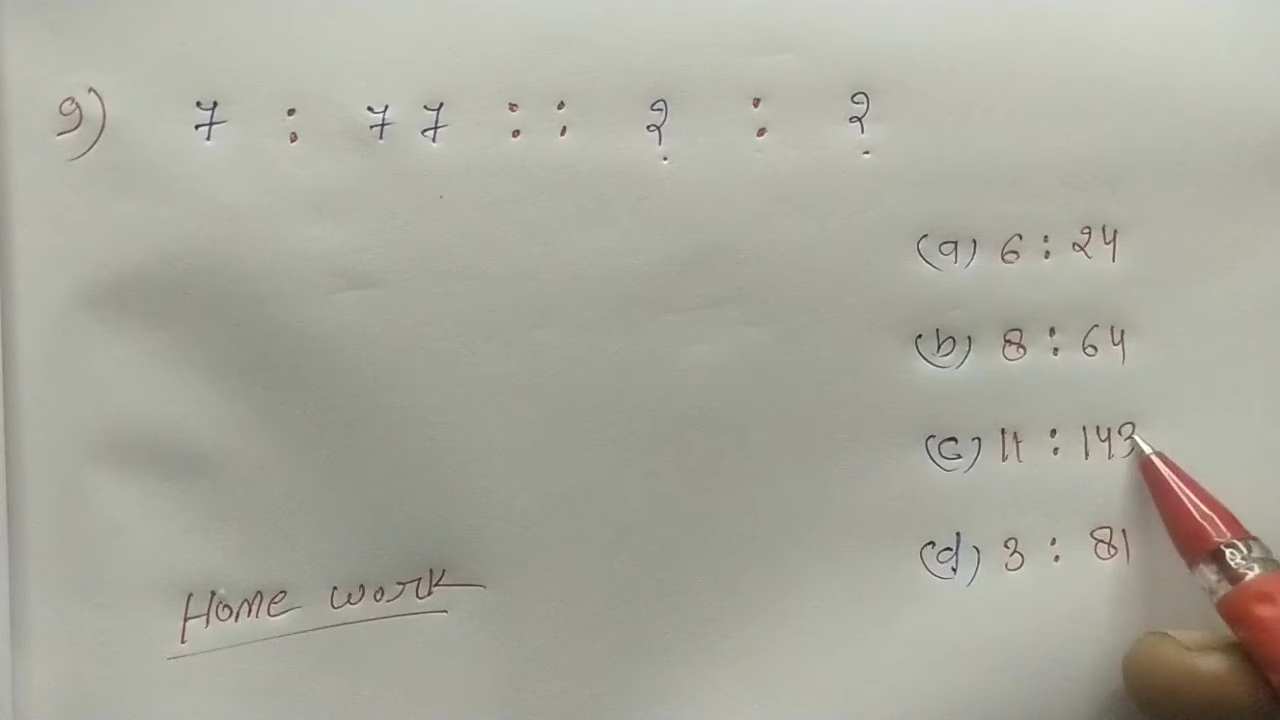 9) 7 : 77 :: ? : ?
(a) 6 : 24
(b) 8 : 64
(c) 11 : 143
(d) 3 : 81
Home work